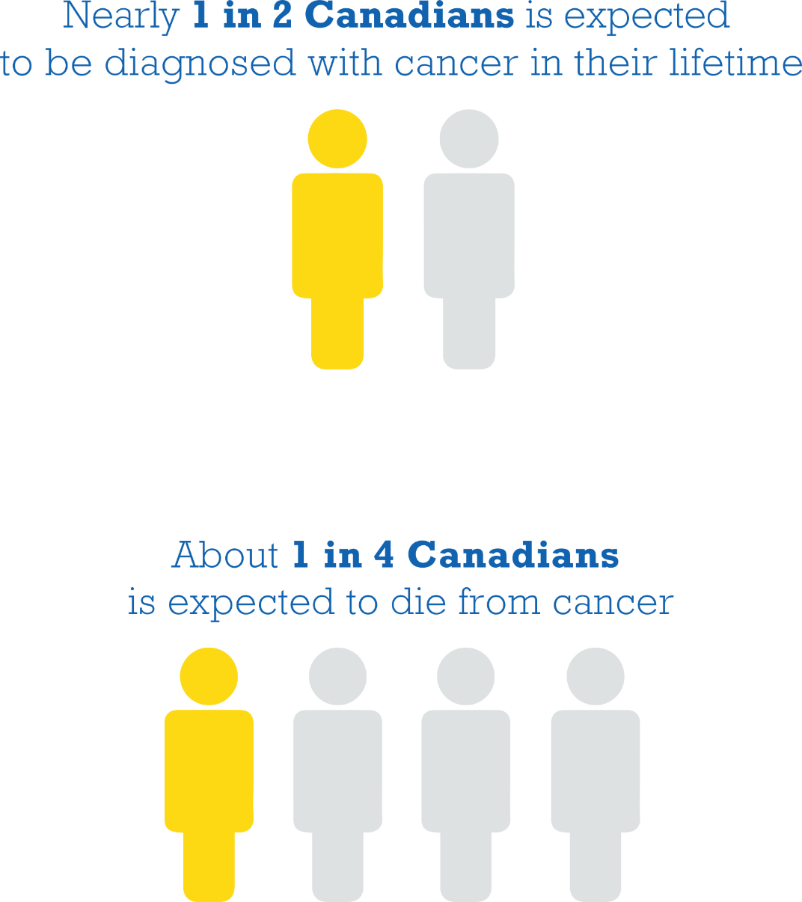 Nearly 1 in 2 Canadians is expected
to be diagnosed with cancer in their lifetime
About 1 in 4 Canadians
is expected to die from cancer